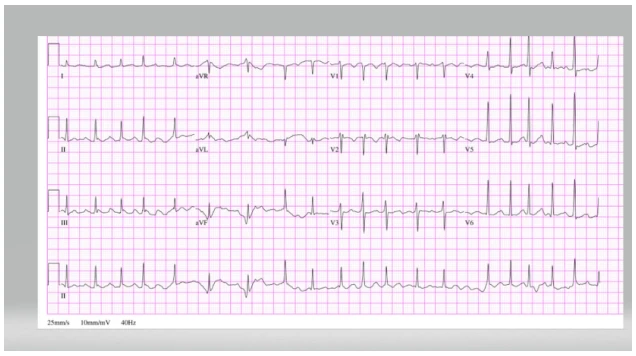 I aVR V1 V4
II aVL V2 V5
III aVF V3 V6
II
25mm/s 10mm/mV 40Hz